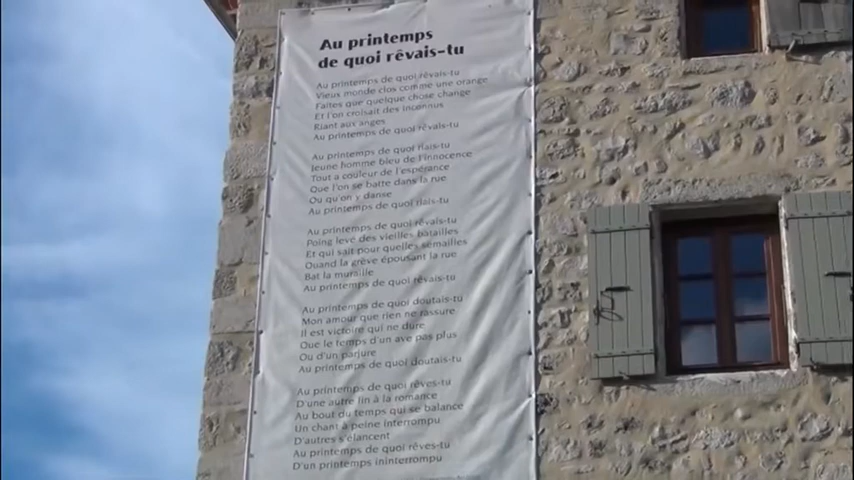 Au printemps
de quoi rêvais-tu
Au printemps de quoi rêvais-tu
Vieux monde clos comme une orange
Faites que quelque chose change
Et l'on croisait des inconnus
Riant aux anges
Au printemps de quoi rêvais-tu
Au printemps de quoi riais-tu
Jeune homme bleu de l'innocence
Tout a couleur de l'espérance
Que l'on se batte dans la rue
Ou qu'on y danse
Au printemps de quoi riais-tu
Au printemps de quoi rêvais-tu
Poing levé des vieilles batailles
Et qui sait pour quelles semailles
Quand la grève épousant la rue
Bat la muraille
Au printemps de quoi rêvais-tu
Au printemps de quoi doutais-tu
Mon amour que rien ne rassure
Il est victoire qui ne dure
Que le temps d'un ave pas plus
Ou d'un parjure
Au printemps de quoi doutais-tu
Au printemps de quoi rêves-tu
D'une autre fin à la romance
Au bout du temps qui se balance
Un chant à peine interrompu
D'autres s'élancent
Au printemps de quoi rêves-tu
D'un printemps ininterrompu